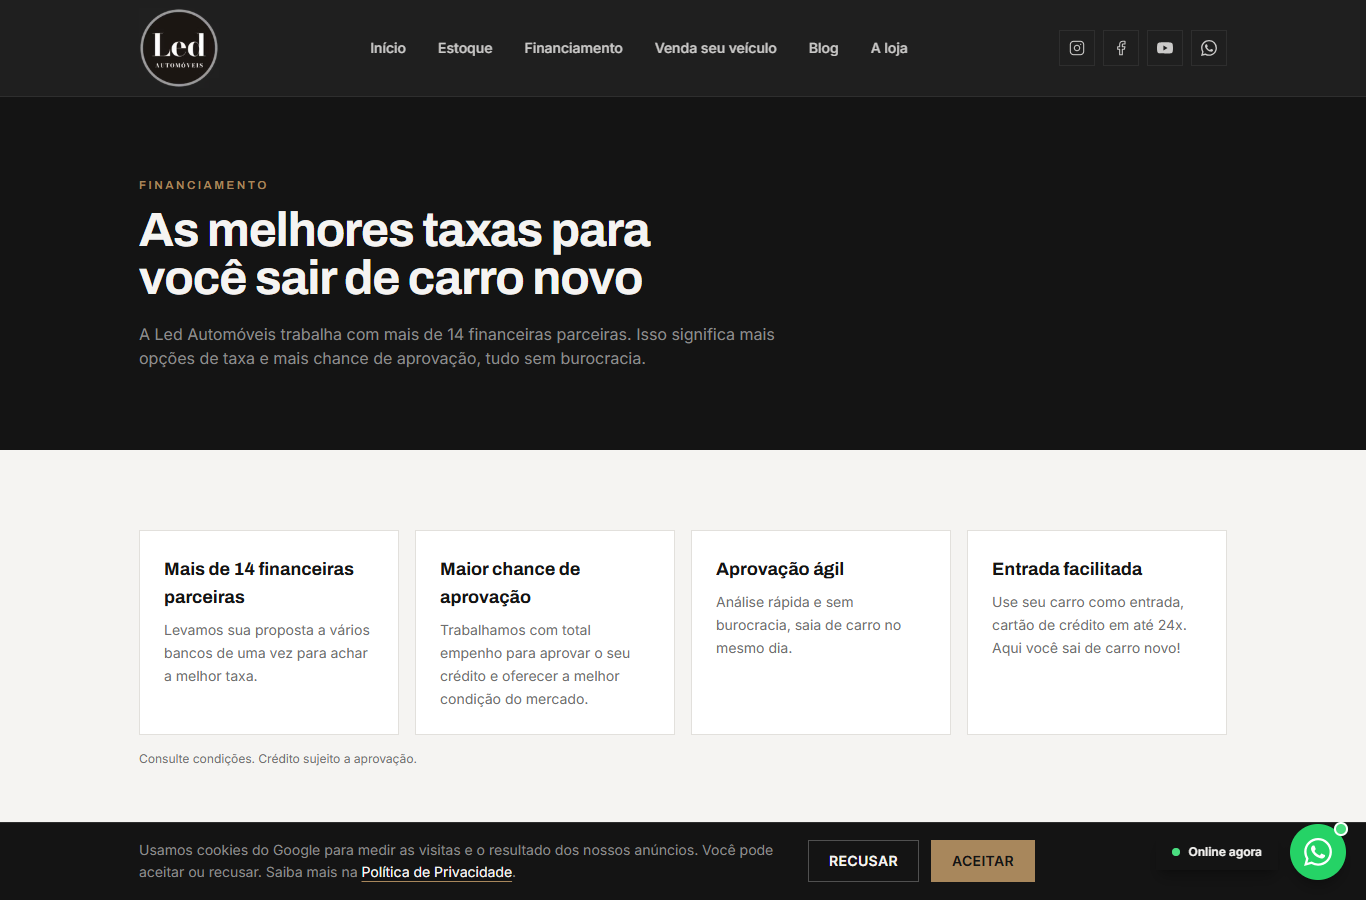 Led
AUTOMÓVEIS
Início
Estoque
Financiamento
Venda seu veículo
Blog
A loja
FINANCIAMENTO
As melhores taxas para
você sair de carro novo
A Led Automóveis trabalha com mais de 14 financeiras parceiras. Isso significa mais
opções de taxa e mais chance de aprovação, tudo sem burocracia.
Mais de 14 financeiras
parceiras
Levamos sua proposta a vários
bancos de uma vez para achar
a melhor taxa.
Maior chance de
aprovação
Trabalhamos com total
empenho para aprovar o seu
crédito e oferecer a melhor
condição do mercado.
Aprovação ágil
Análise rápida e sem
burocracia, saia de carro no
mesmo dia.
Entrada facilitada
Use seu carro como entrada,
cartão de crédito em até 24x.
Aqui você sai de carro novo!
Consulte condições. Crédito sujeito a aprovação.
Usamos cookies do Google para medir as visitas e o resultado dos nossos anúncios. Você pode
aceitar ou recusar. Saiba mais na Política de Privacidade.
RECUSAR
ACEITAR
Online agora